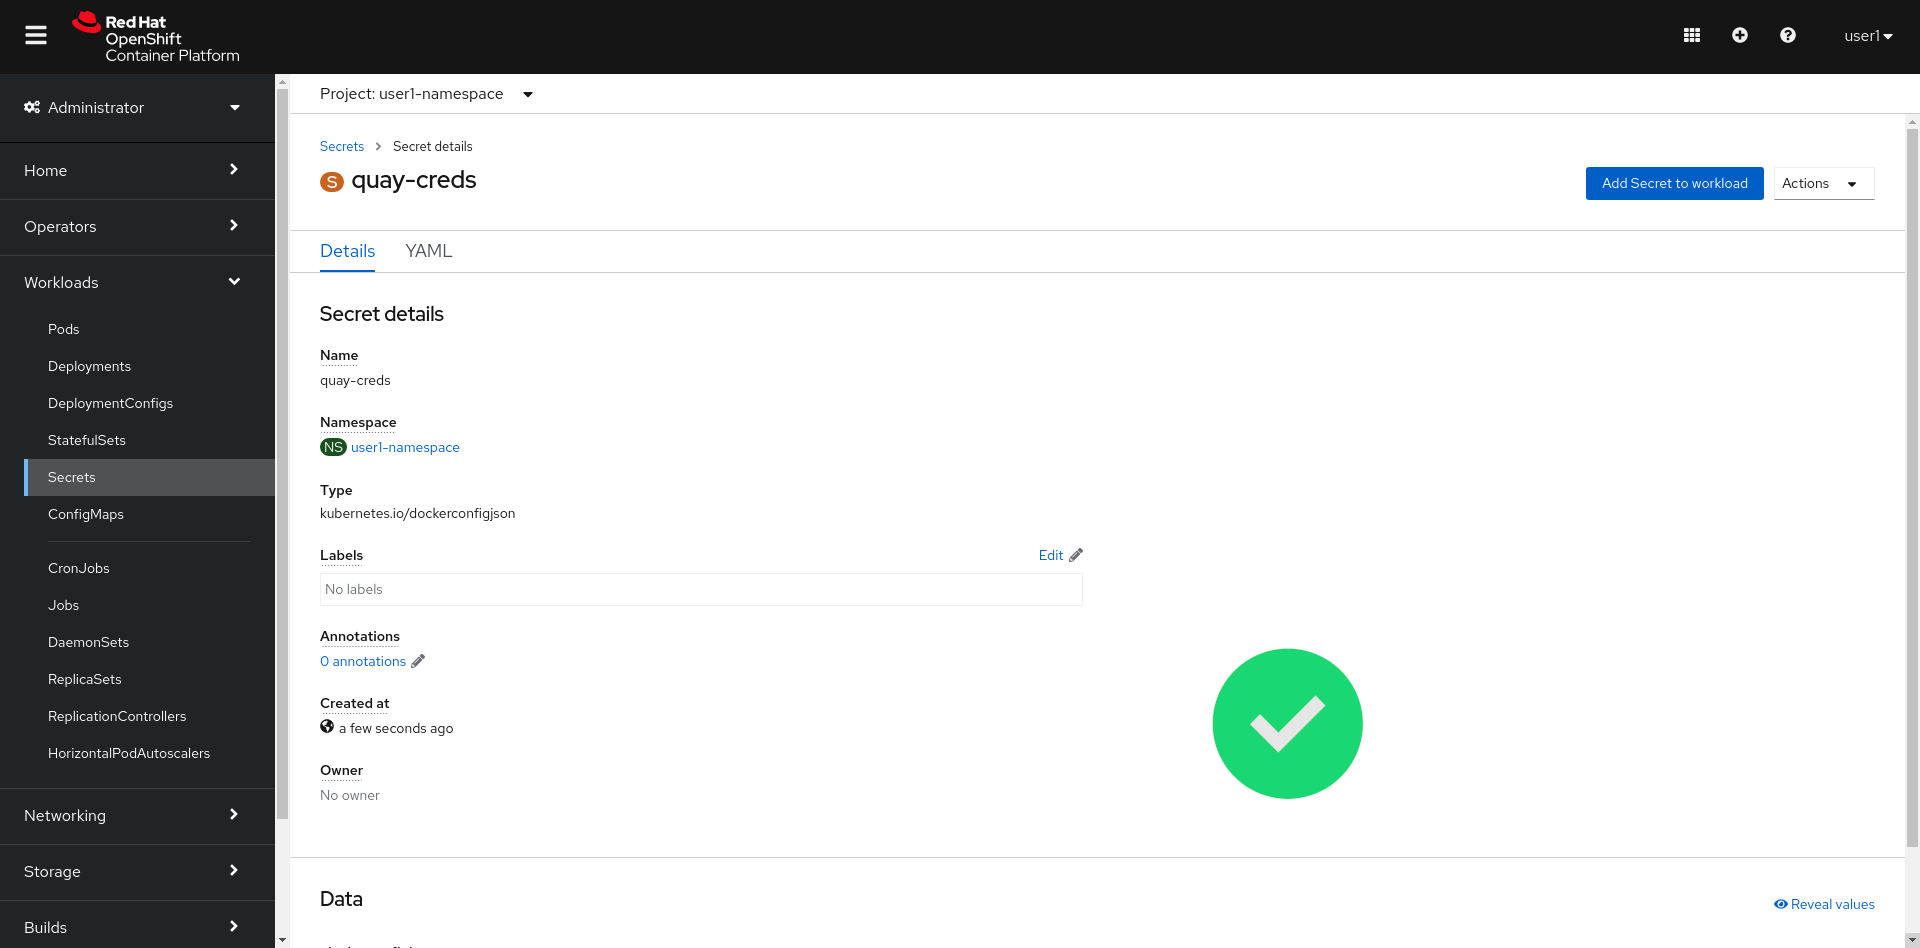 Red Hat
OpenShift
Container Platform
user1
Administrator
Home
Operators
Workloads
Pods
Deployments
DeploymentConfigs
StatefulSets
Secrets
ConfigMaps
CronJobs
Jobs
DaemonSets
ReplicaSets
ReplicationControllers
HorizontalPodAutoscalers
Networking
Storage
Builds
Project: user1-namespace
Secrets Secret details
S quay-creds
Add Secret to workload
Actions
Details YAML
Secret details
Name
quay-creds
Namespace
NS user1-namespace
Type
kubernetes.io/dockerconfigjson
Labels Edit
No labels
Annotations
0 annotations
Created at
a few seconds ago
Owner
No owner
Data
Reveal values